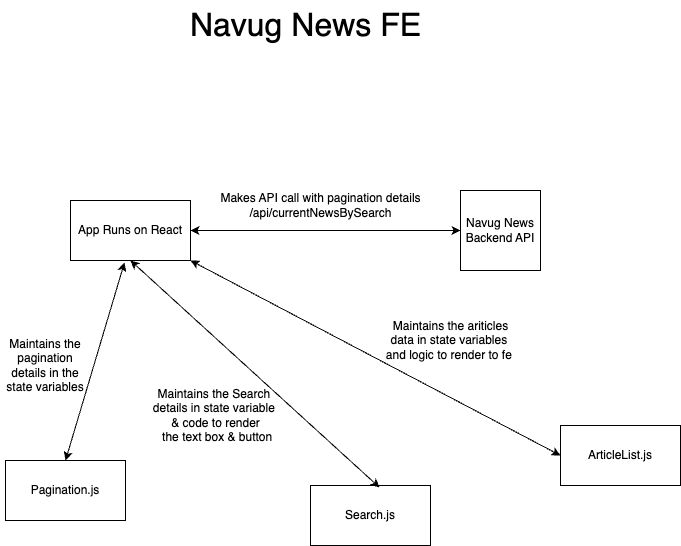 Navug News FE
Makes API call with pagination details
/api/currentNewsBySearch
App Runs on React
Navug News
Backend API
Maintains the ariticles
data in state variables
and logic to render to fe
Maintains the
pagination
details in the
state variables
Maintains the Search
details in state variable
& code to render
the text box & button
ArticleList.js
Pagination.js
Search.js